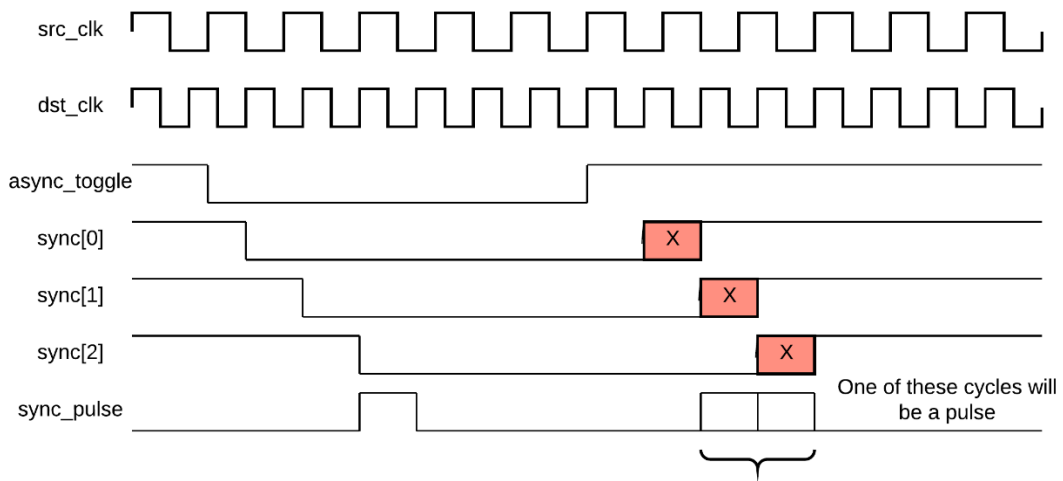 src_clk
dst_clk
async_toggle
sync[0]
X
sync[1]
X
sync[2]
X
sync_pulse
One of these cycles will
be a pulse